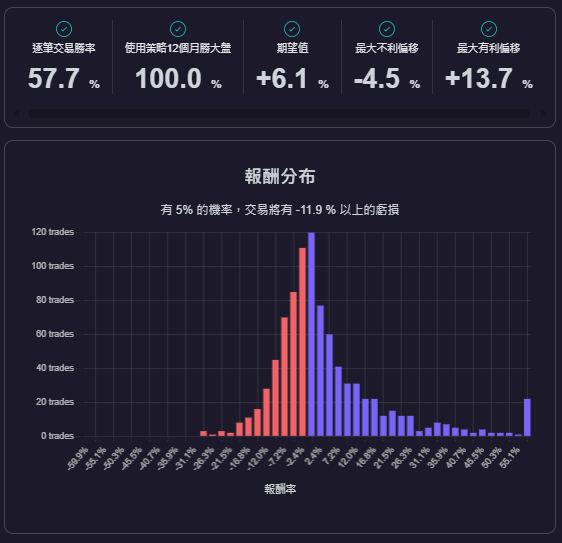 逐筆交易勝率 使用策略12個月勝大盤 期望值 最大不利偏移 最大有利偏移
57.7 % 100.0 % +6.1 % -4.5 % +13.7 %
報酬分布
有 5% 的機率，交易將有 -11.9 % 以上的虧損
120 trades
100 trades
80 trades
60 trades
40 trades
20 trades
0 trades
-59.9% -55.1% -50.3% -45.5% -40.7% -35.9% -31.1% -26.3% -21.5% -16.8% -12.0% -7.2% -2.4% 2.4% 7.2% 12.0% 16.8% 21.5% 26.3% 31.1% 35.9% 40.7% 45.5% 50.3% 55.1%
報酬率